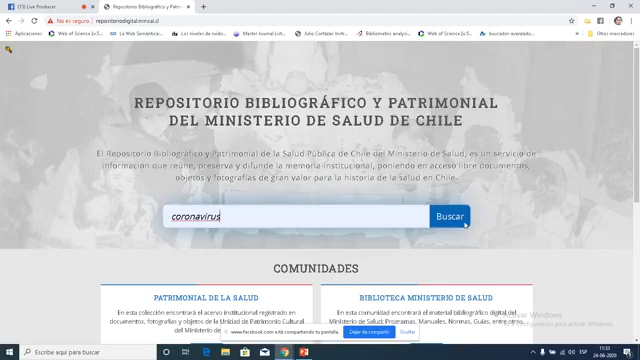 (11) Live Producer
Repositorio Bibliográfico y Patrim
No es seguro | repositoriodigital.minsal.cl
Aplicaciones
Web of Science [v.5
La Web Semántica
Los niveles de ruido
Master Journal List
Julio Cortázar: Inst
Bibliometric analys
Web of Science [v.5
buscador-avanzado
Otros marcadores
REPOSITORIO BIBLIOGRÁFICO Y PATRIMONIAL
DEL MINISTERIO DE SALUD DE CHILE
El Repositorio Bibliográfico y Patrimonial de la Salud Pública de Chile del Ministerio de Salud, es un servicio de
información que reúne, preserva y difunde la memoria institucional, poniendo en acceso libre documentos,
objetos y fotografías de gran valor para la historia de la salud en Chile.
coronavirus
Buscar
COMUNIDADES
PATRIMONIAL DE LA SALUD
En esta colección encontrará el acervo institucional registrado en
documentos, fotografías y objetos de la Unidad de Patrimonio Cultural
del Ministerio de
BIBLIOTECA MINISTERIO DE SALUD
En esta comunidad encontrará el material bibliográfico digital del
Ministerio de Salud: Programas, Manuales, Normas, Guías, entre otros.
Activar Windows
configuración para activar Windows.
www.facebook.com está compartiendo tu pantalla.
Dejar de compartir
Ocultar
Escribe aquí para buscar
ESP
11:33
24-06-2020